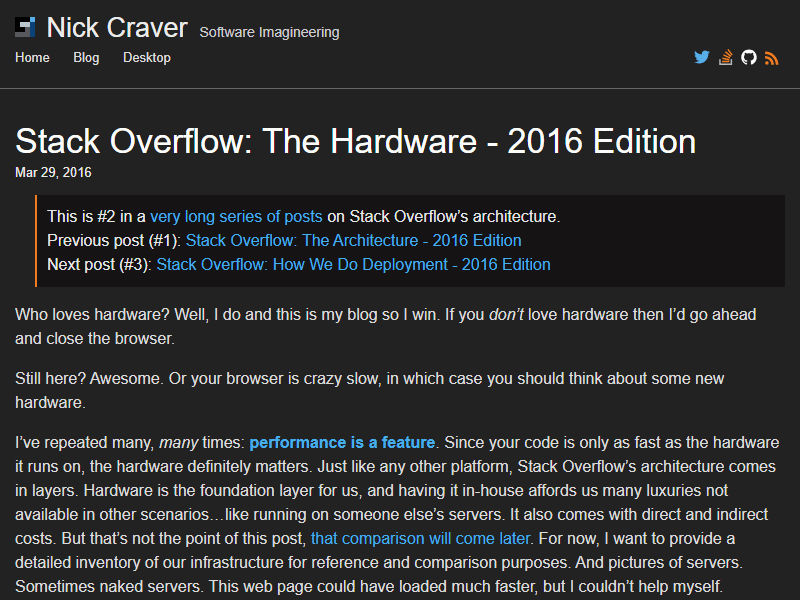 Nick Craver Software Imagineering
Home Blog Desktop
Stack Overflow: The Hardware - 2016 Edition
Mar 29, 2016
This is #2 in a very long series of posts on Stack Overflow’s architecture.
Previous post (#1): Stack Overflow: The Architecture - 2016 Edition
Next post (#3): Stack Overflow: How We Do Deployment - 2016 Edition
Who loves hardware? Well, I do and this is my blog so I win. If you don’t love hardware then I’d go ahead
and close the browser.
Still here? Awesome. Or your browser is crazy slow, in which case you should think about some new
hardware.
I’ve repeated many, many times: performance is a feature. Since your code is only as fast as the hardware
it runs on, the hardware definitely matters. Just like any other platform, Stack Overflow’s architecture comes
in layers. Hardware is the foundation layer for us, and having it in-house affords us many luxuries not
available in other scenarios…like running on someone else’s servers. It also comes with direct and indirect
costs. But that’s not the point of this post, that comparison will come later. For now, I want to provide a
detailed inventory of our infrastructure for reference and comparison purposes. And pictures of servers.
Sometimes naked servers. This web page could have loaded much faster, but I couldn’t help myself.